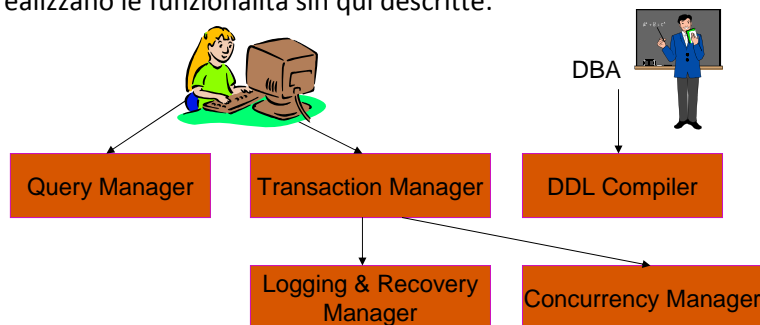 ealizzano le funzionalità sin qui descritte.
DBA
Query Manager
Transaction Manager
DDL Compiler
Logging & Recovery
Manager
Concurrency Manager